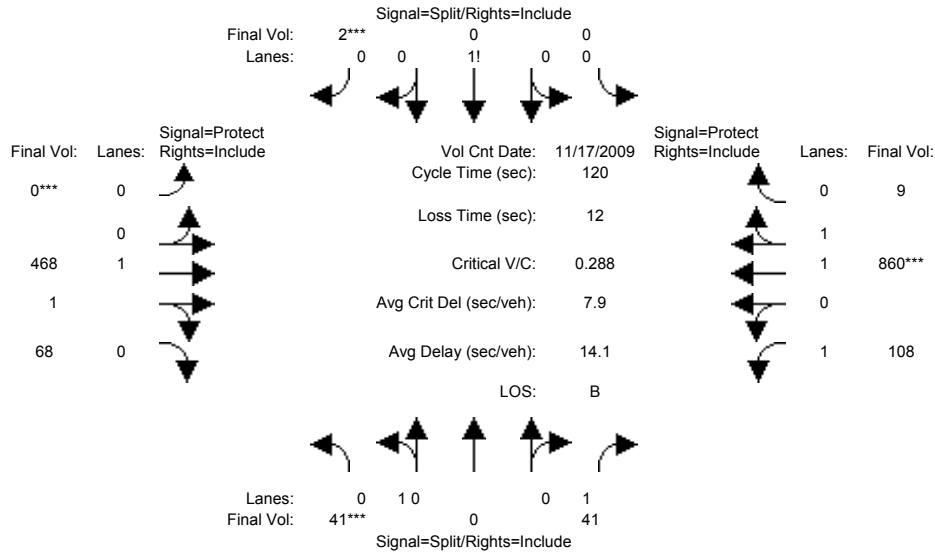 Signal=Split/Rights=Include
Final Vol: 2*** 0 0
Lanes: 0 0 1! 0 0
Signal=Protect Signal=Protect
Final Vol: Lanes: Rights=Include Vol Cnt Date: 11/17/2009 Rights=Include Lanes: Final Vol:
Cycle Time (sec): 120
0*** 0 0 9
Loss Time (sec): 12
0 1
468 1 Critical V/C: 0.288 1 860***
1 Avg Crit Del (sec/veh): 7.9 0
68 0 Avg Delay (sec/veh): 14.1 1 108
LOS: B
Lanes: 0 1 0 0 1
Final Vol: 41*** 0 41
Signal=Split/Rights=Include